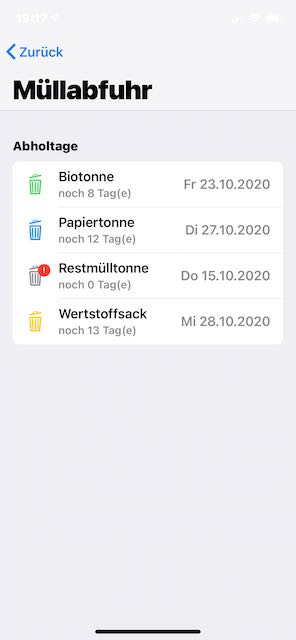 19:17
Zurück
Müllabfuhr
Abholtage
Biotonne
noch 8 Tag(e)
Fr 23.10.2020
Papiertonne
noch 12 Tag(e)
Di 27.10.2020
Restmülltonne
noch 0 Tag(e)
Do 15.10.2020
Wertstoffsack
noch 13 Tag(e)
Mi 28.10.2020